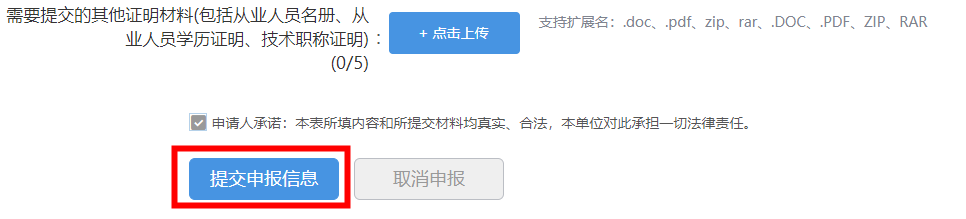 需要提交的其他证明材料(包括从业人员名册、从
业人员学历证明、技术职称证明)：
(0/5)
+ 点击上传
支持扩展名：.doc、.pdf、zip、rar、.DOC、.PDF、ZIP、RAR
申请人承诺：本表所填内容和所提交材料均真实、合法，本单位对此承担一切法律责任。
提交申报信息
取消申报